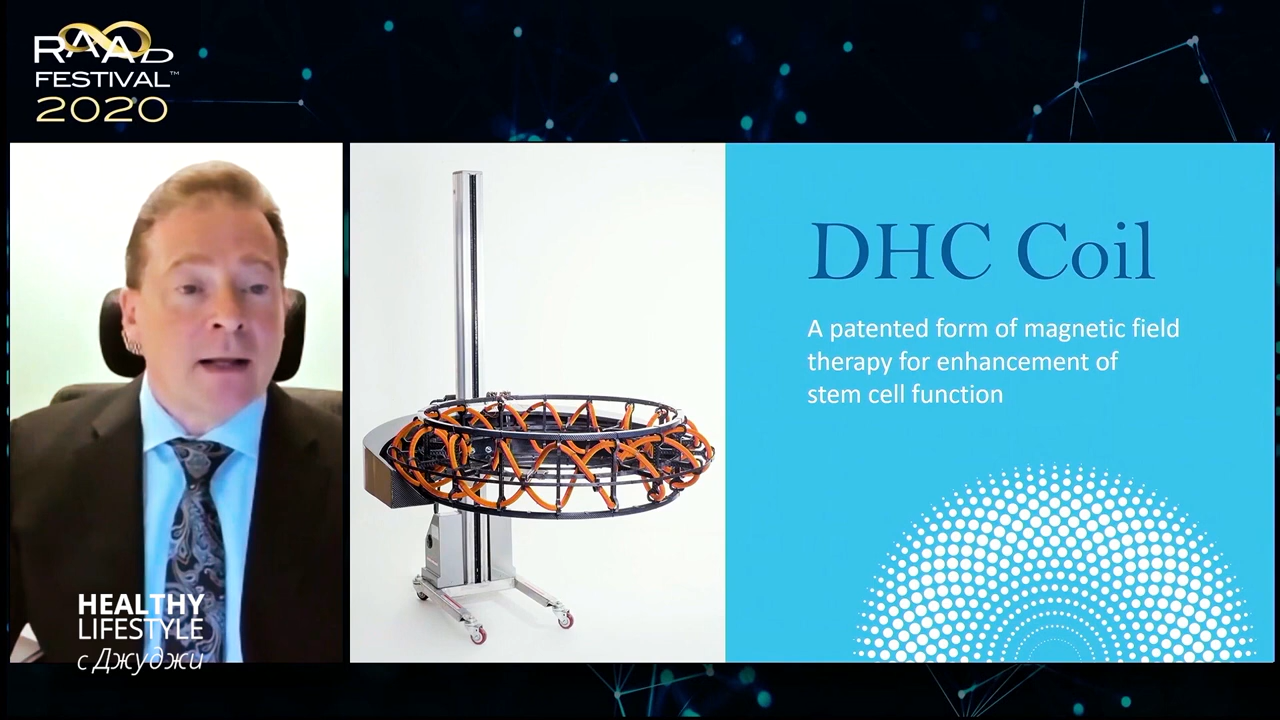 RAAD
FESTIVAL™
2020
DHC Coil
A patented form of magnetic field
therapy for enhancement of
stem cell function
HEALTHY
LIFESTYLE
с Джуджи